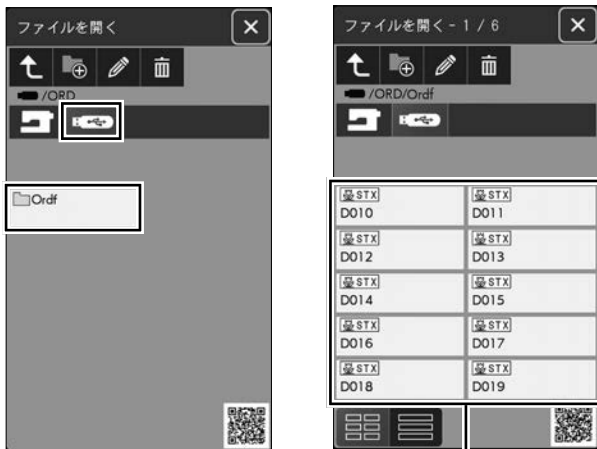 ファイルを開く
/ORD
Ordf
ファイルを開く - 1 / 6
/ORD/Ordf
STX
D010
STX
D011
STX
D012
STX
D013
STX
D014
STX
D015
STX
D016
STX
D017
STX
D018
STX
D019